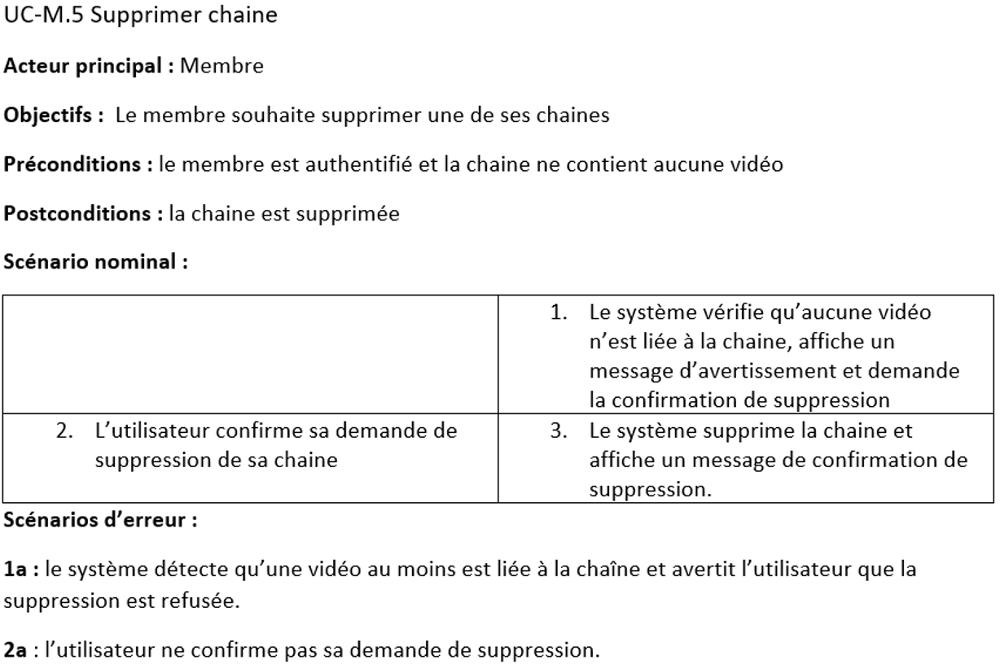 UC-M.5 Supprimer chaine
Acteur principal : Membre
Objectifs :  Le membre souhaite supprimer une de ses chaines
Préconditions : le membre est authentifié et la chaine ne contient aucune vidéo
Postconditions : la chaine est supprimée
Scénario nominal :
1. Le système vérifie qu’aucune vidéo
n’est liée à la chaine, affiche un
message d’avertissement et demande
la confirmation de suppression
2. L’utilisateur confirme sa demande de
suppression de sa chaine
3. Le système supprime la chaine et
affiche un message de confirmation de
suppression.
Scénarios d’erreur :
1a : le système détecte qu’une vidéo au moins est liée à la chaîne et avertit l’utilisateur que la
suppression est refusée.
2a : l’utilisateur ne confirme pas sa demande de suppression.